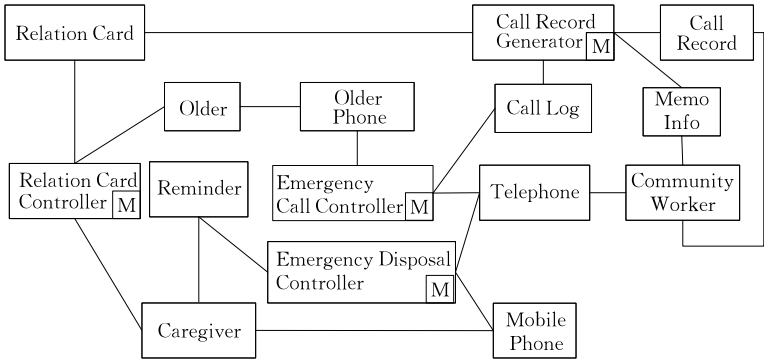 Relation Card
Call Record
Generator
M
Call
Record
Older
Older
Phone
Call Log
Memo
Info
Relation Card
Controller
M
Reminder
Emergency
Call Controller
M
Telephone
Community
Worker
Emergency Disposal
Controller
M
Caregiver
Mobile
Phone